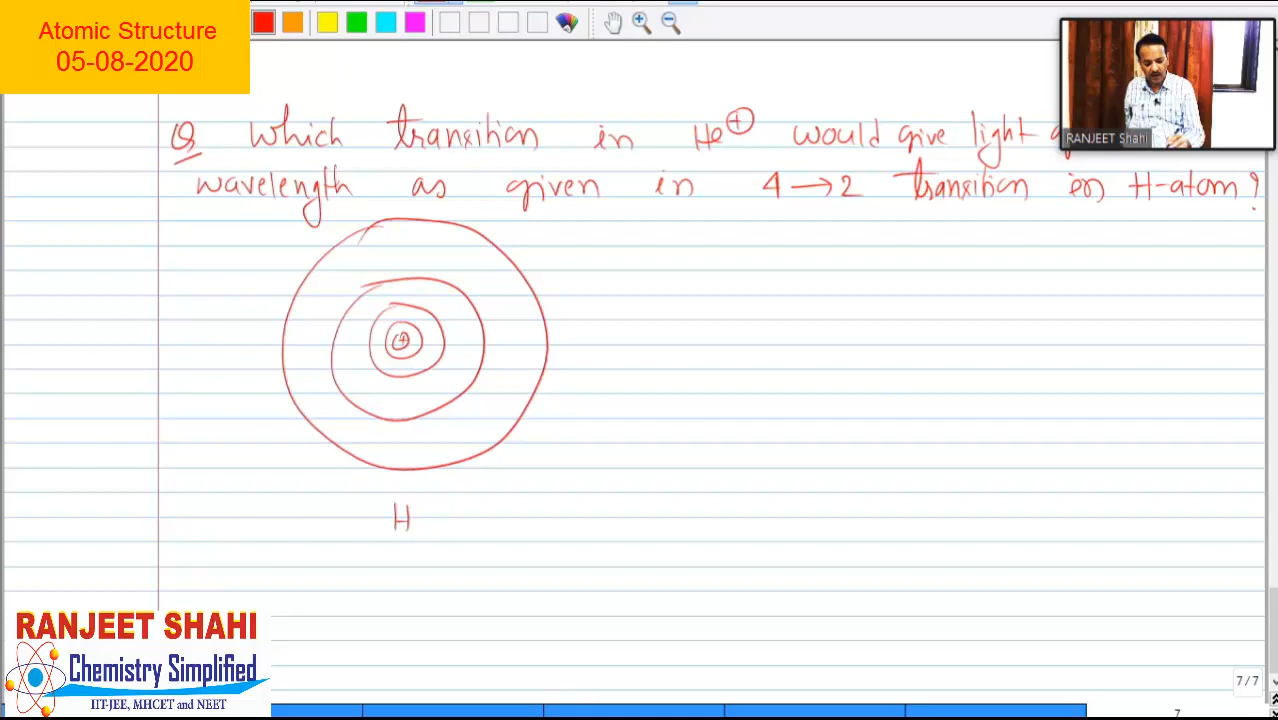 Atomic Structure
05-08-2020
Q Which transition in He+ would give light
wavelength as given in 4→2 transition in H-atom?
+
H
RANJEET Shahi
RANJEET SHAHI
Chemistry Simplified
IIT-JEE, MHCET and NEET
7/7
7